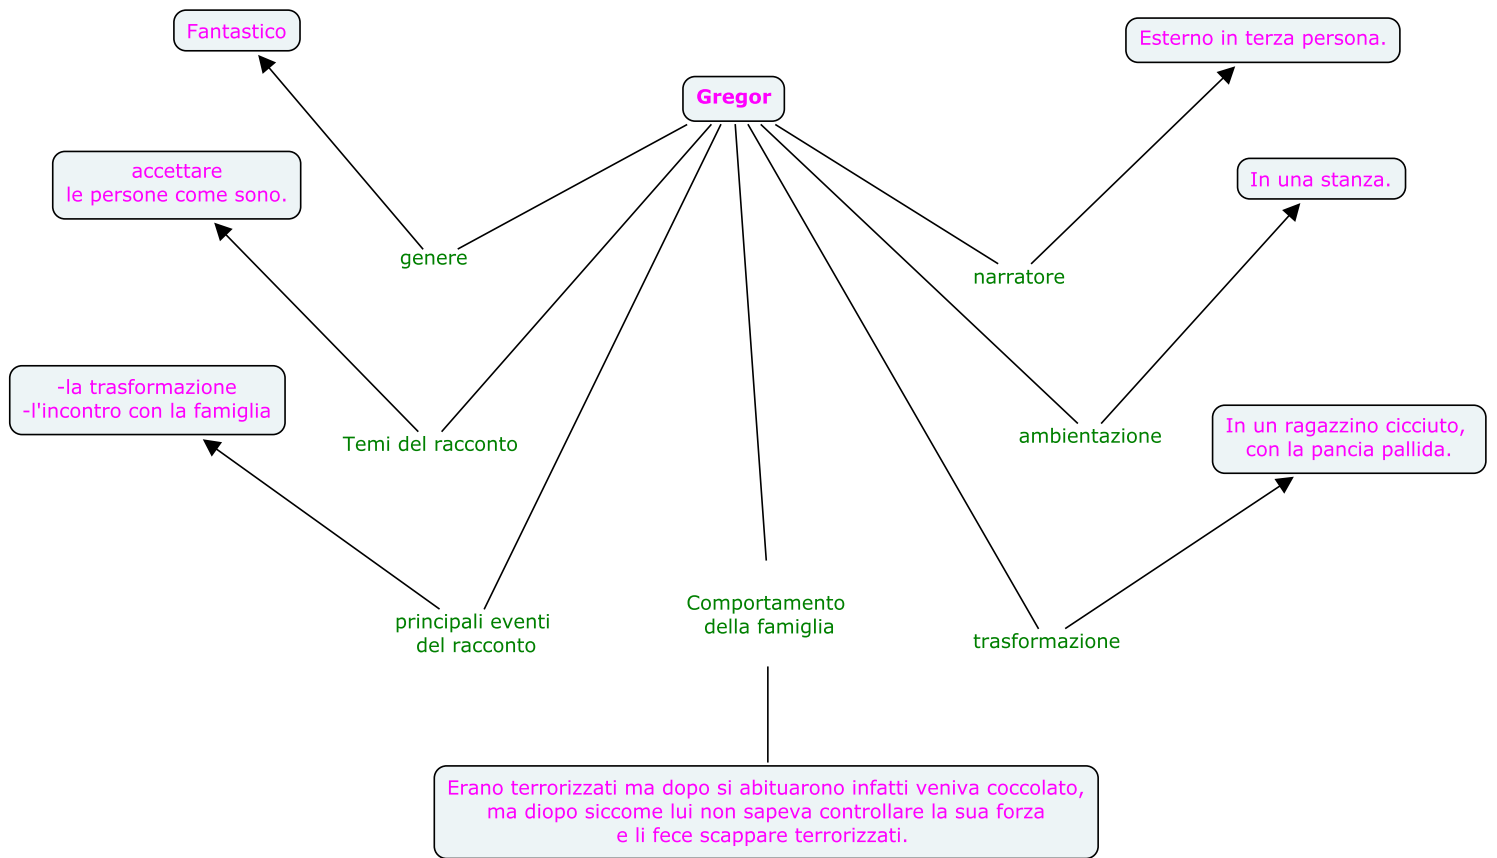 Fantastico
Esterno in terza persona.
Gregor
accettare
le persone come sono.
In una stanza.
genere
narratore
-la trasformazione
-l'incontro con la famiglia
Temi del racconto
ambientazione
In un ragazzino cicciuto,
con la pancia pallida.
principali eventi
del racconto
Comportamento
della famiglia
trasformazione
Erano terrorizzati ma dopo si abituarono infatti veniva coccolato,
ma diopo siccome lui non sapeva controllare la sua forza
e li fece scappare terrorizzati.